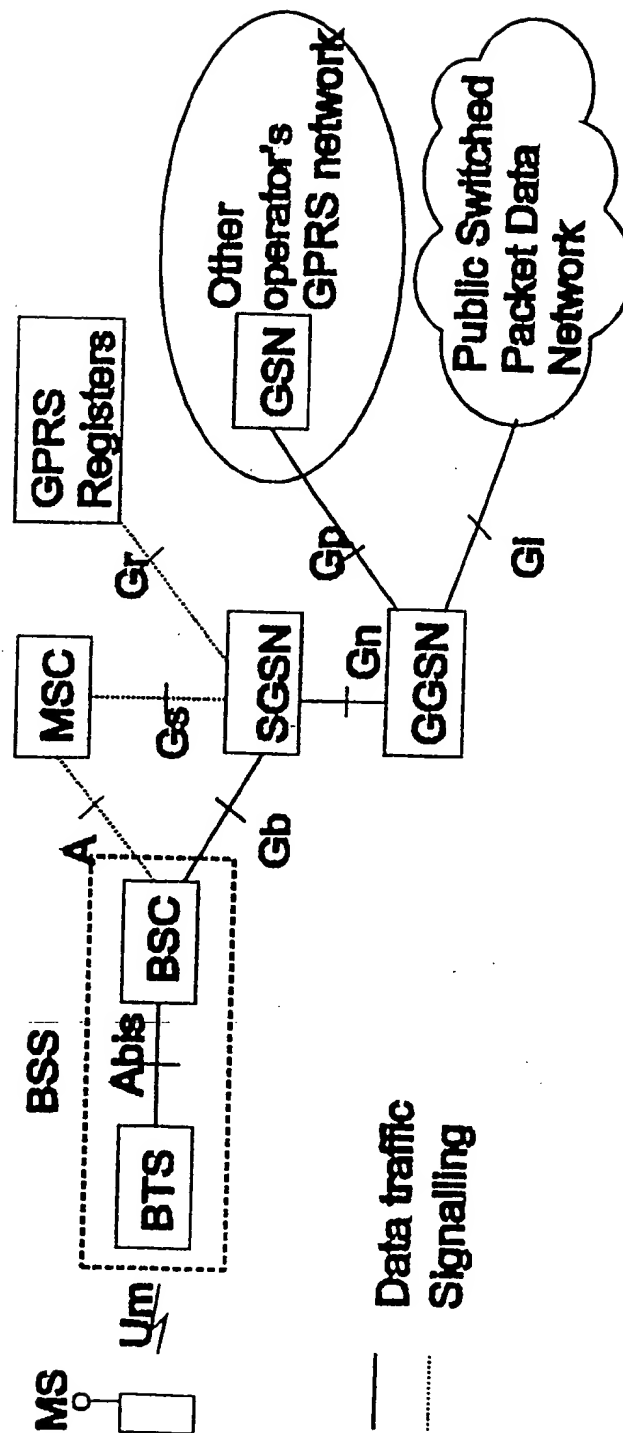 MS
Um
BSS
BTS
Abis
BSC
A
MSC
Gs
Gb
GPRS
Registers
Gr
SGSN
Gn
GGSN
Gp
Gi
Other
operator's
GPRS network
GSN
Public Switched
Packet Data
Network
Data traffic
Signalling